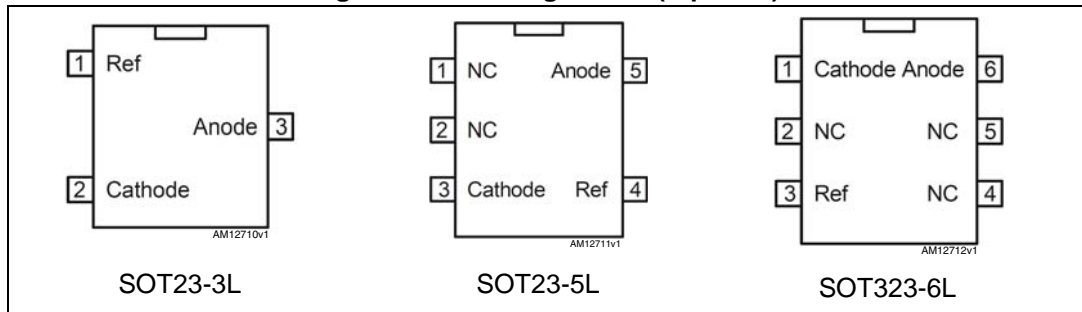 1 Ref
Anode 3
2 Cathode
AM12710v1
SOT23-3L
1 NC Anode 5
2 NC
3 Cathode Ref 4
AM12711v1
SOT23-5L
1 Cathode Anode 6
2 NC NC 5
3 Ref NC 4
AM12712v1
SOT323-6L